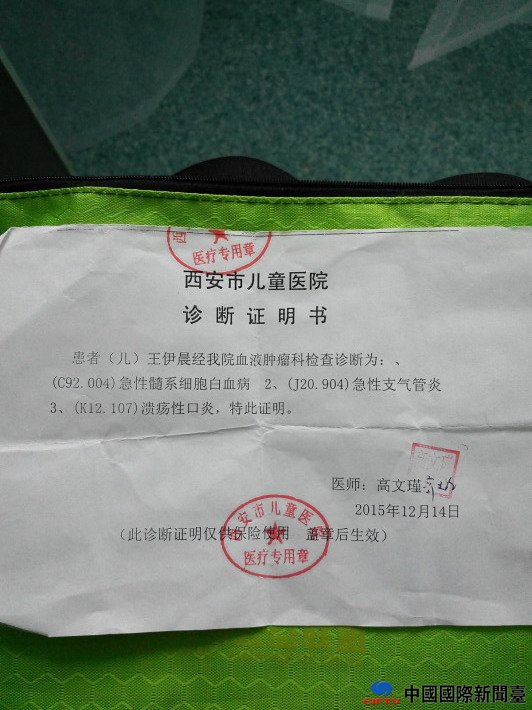 医疗专用章
西安市儿童医院
诊断证明书
患者（儿）王伊晨经我院血液肿瘤科检查诊断为：、
(C92.004)急性髓系细胞白血病 2、(J20.904)急性支气管炎
3、(K12.107)溃疡性口炎，特此证明。
医师：高文瑾
2015年12月14日
（此诊断证明仅供保险使用 盖章后生效）
西安市儿童医院
医疗专用章
中國國際新聞臺